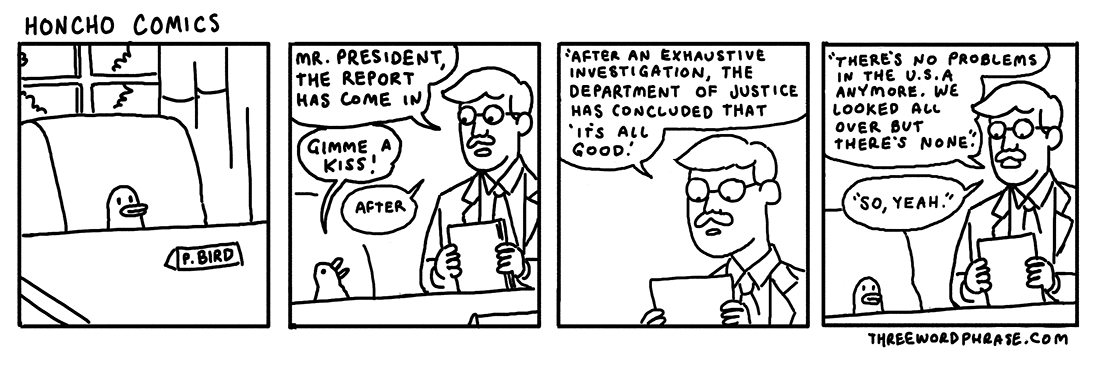 HONCHO COMICS
P. BIRD
MR. PRESIDENT,
THE REPORT
HAS COME IN
GIMME A
KISS!
AFTER
"AFTER AN EXHAUSTIVE
INVESTIGATION, THE
DEPARTMENT OF JUSTICE
HAS CONCLUDED THAT
'IT'S ALL
GOOD.'
"THERE'S NO PROBLEMS
IN THE U.S.A
ANYMORE. WE
LOOKED ALL
OVER BUT
THERE'S NONE."
"SO, YEAH."
THREEWORDPHRASE.COM